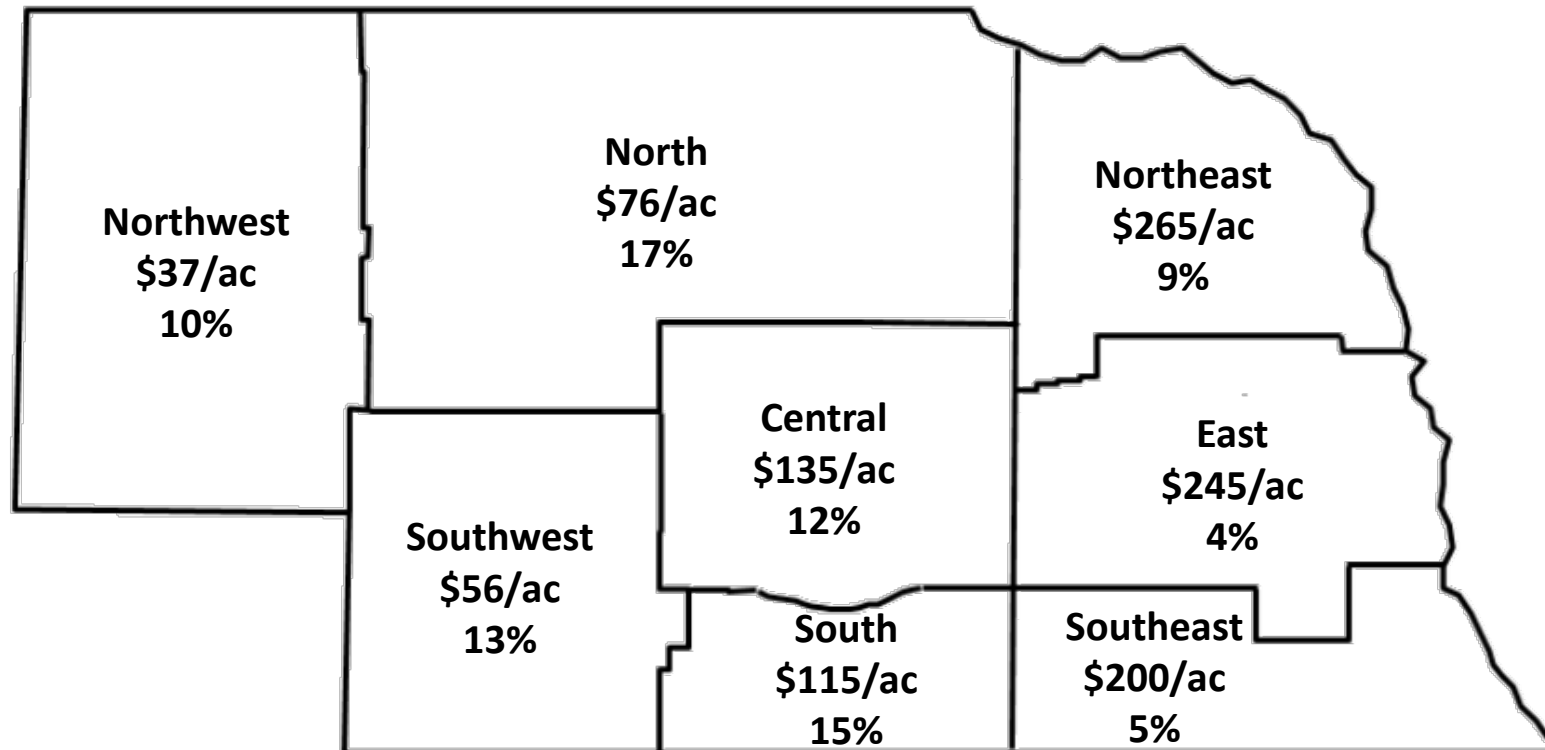 North
$76/ac
17%
Northeast
$265/ac
9%
Northwest
$37/ac
10%
Central
$135/ac
12%
East
$245/ac
4%
Southwest
$56/ac
13%
South
$115/ac
15%
Southeast
$200/ac
5%